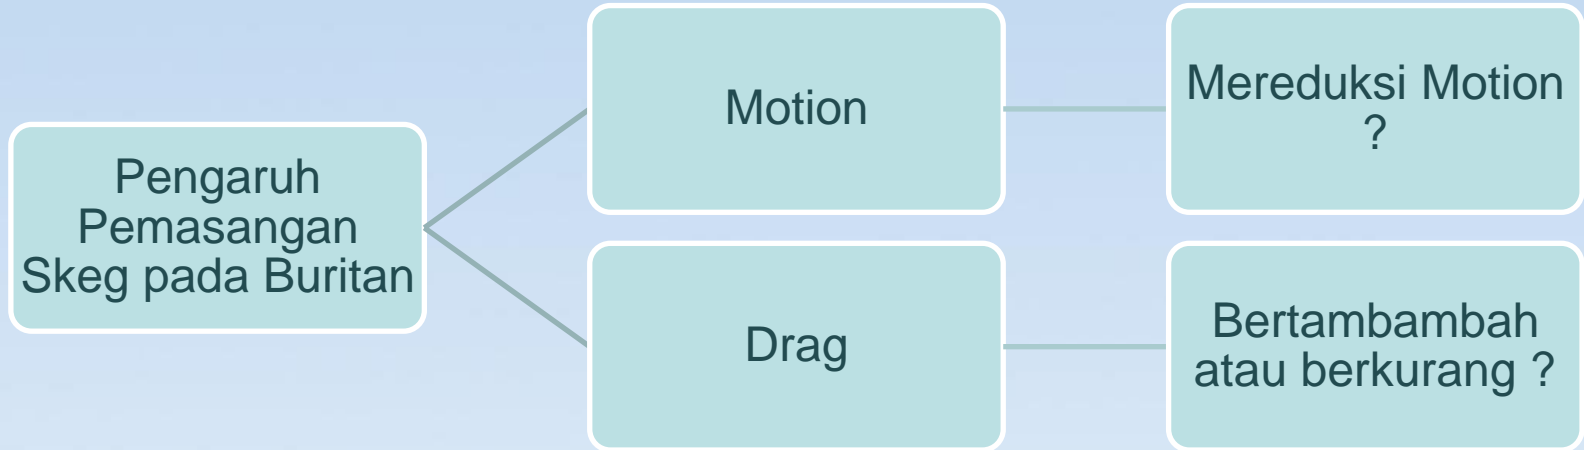 Pengaruh
Pemasangan
Skeg pada Buritan
Motion
Mereduksi Motion
?
Drag
Bertambambah
atau berkurang ?